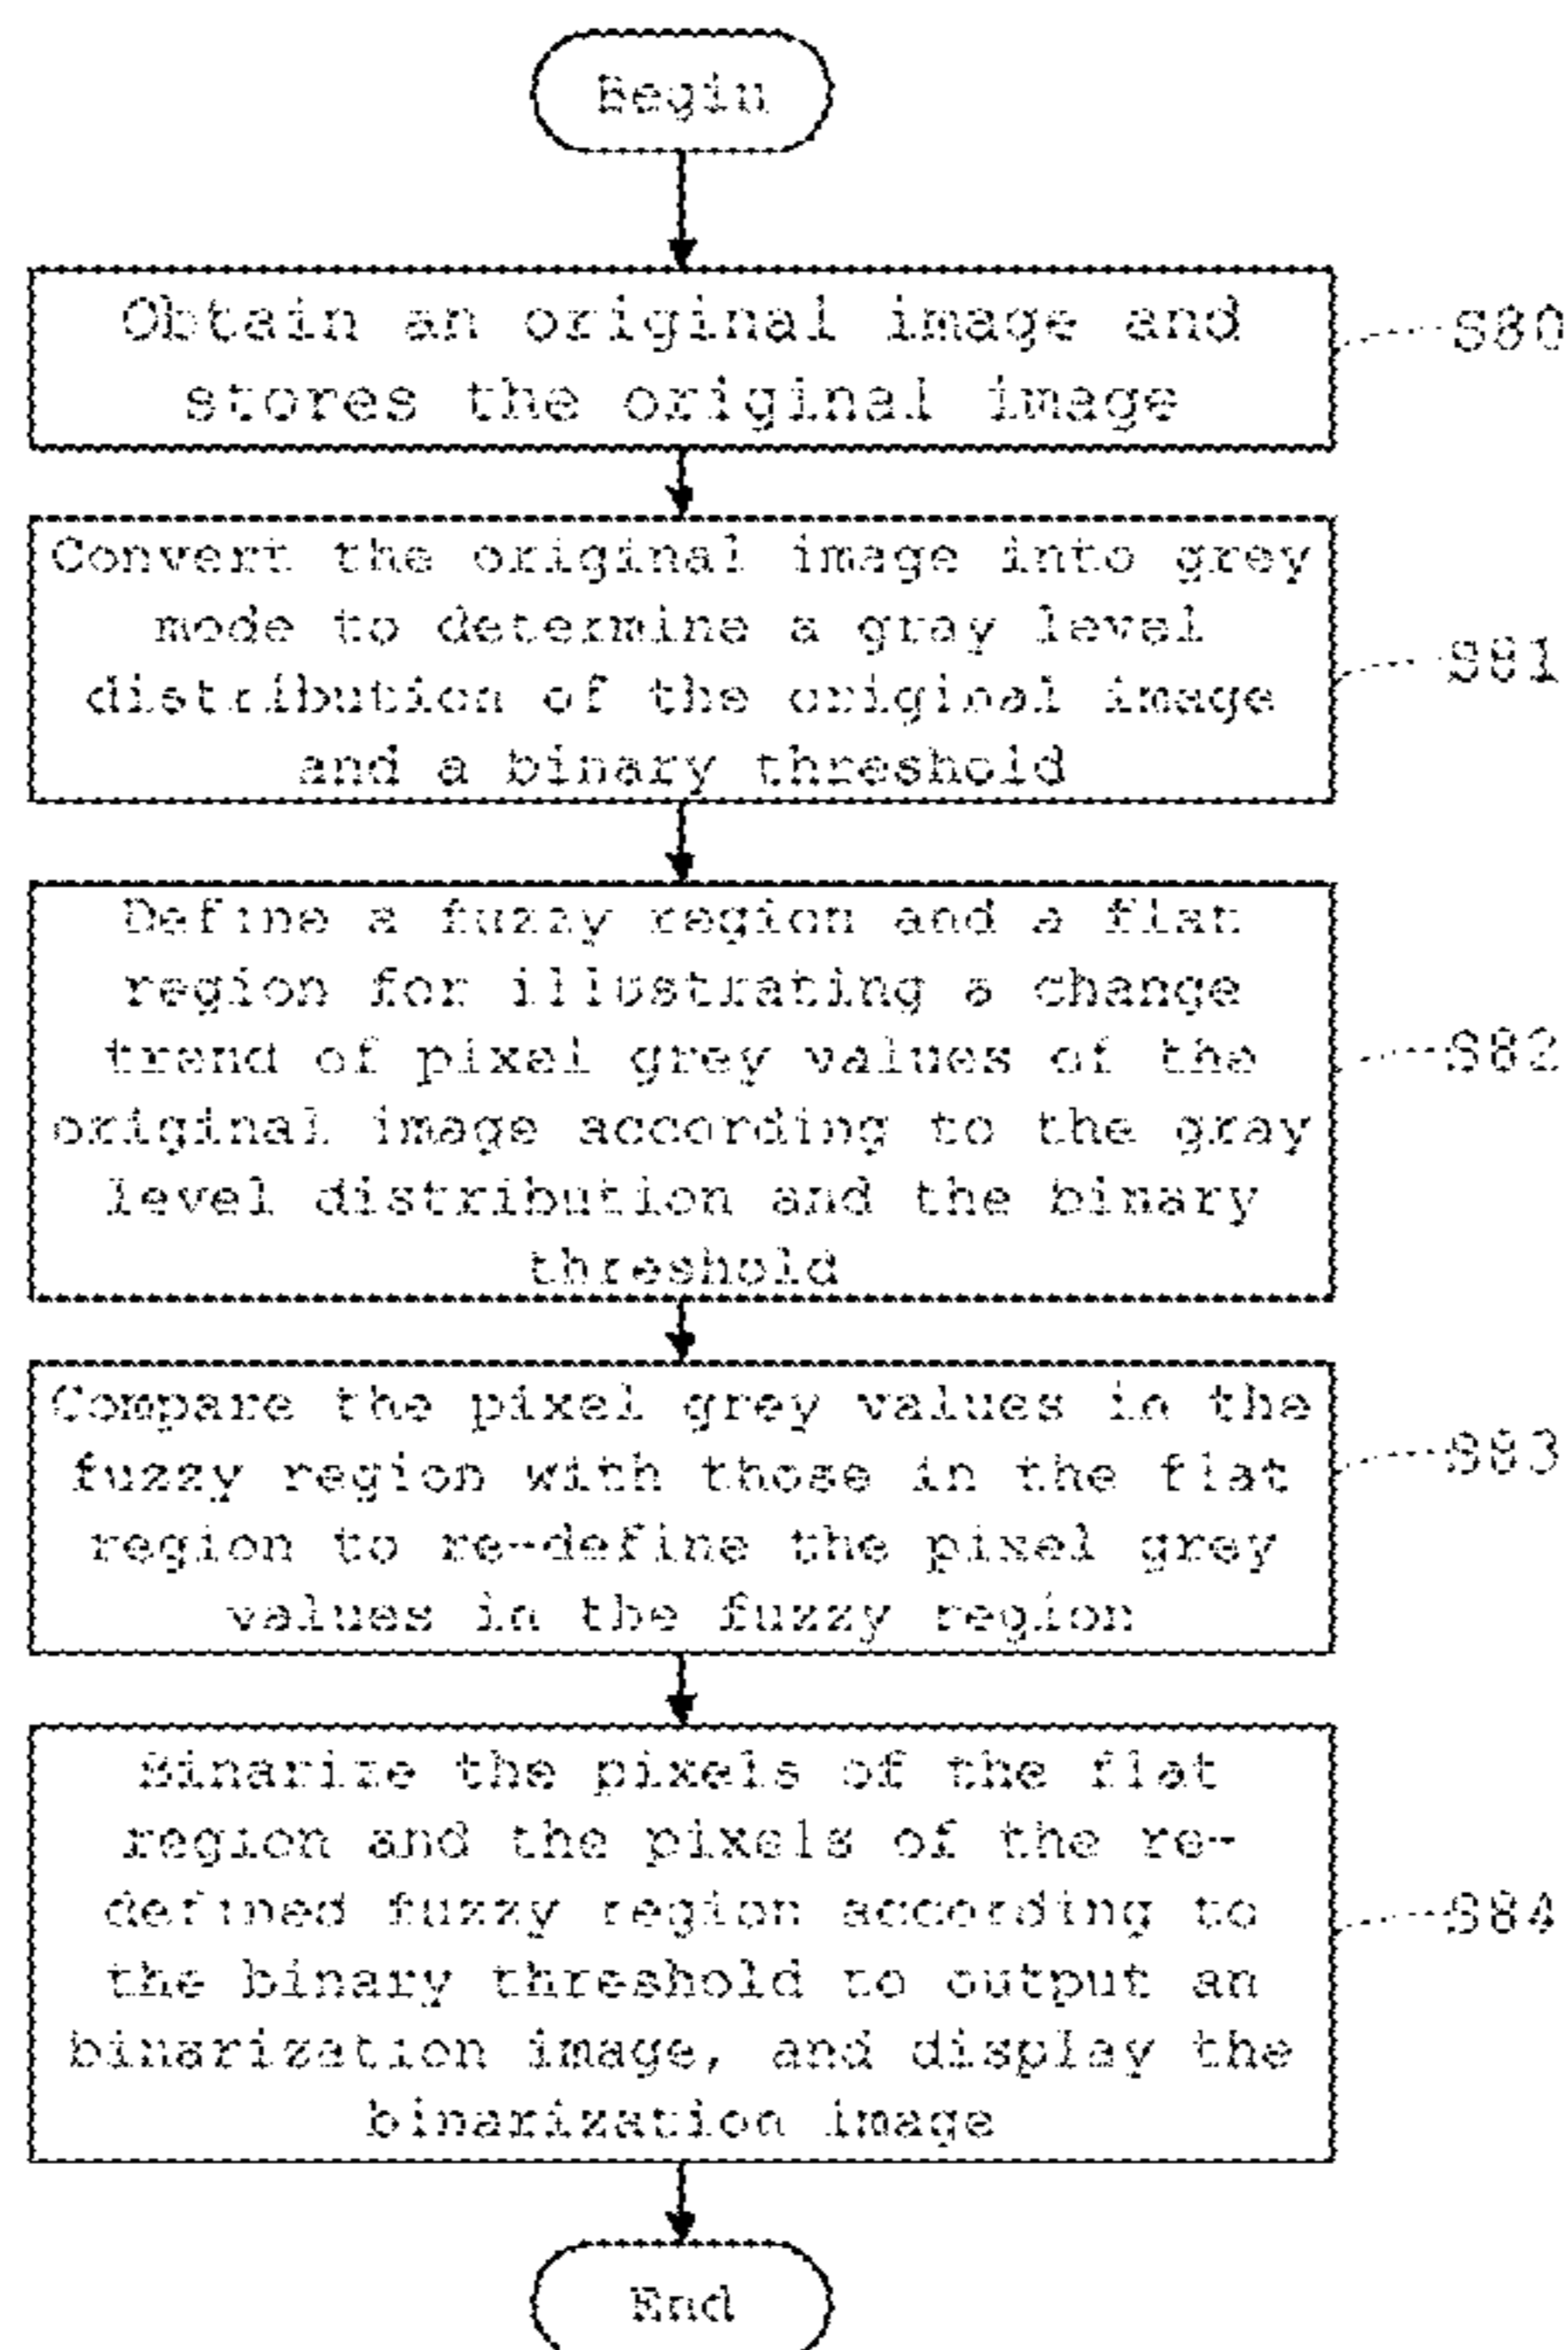 Begin
Obtain an original image and
stores the original image
S80
Convert the original image into grey
mode to determine a gray level
distribution of the original image
and a binary threshold
S81
Define a fuzzy region and a flat
region for illustrating a change
trend of pixel grey values of the
original image according to the gray
level distribution and the binary
threshold
S82
Compare the pixel grey values in the
fuzzy region with those in the flat
region to re-define the pixel grey
values in the fuzzy region
S83
Binarize the pixels of the flat
region and the pixels of the re-
defined fuzzy region according to
the binary threshold to output an
binarization image, and display the
binarization image
S84
End